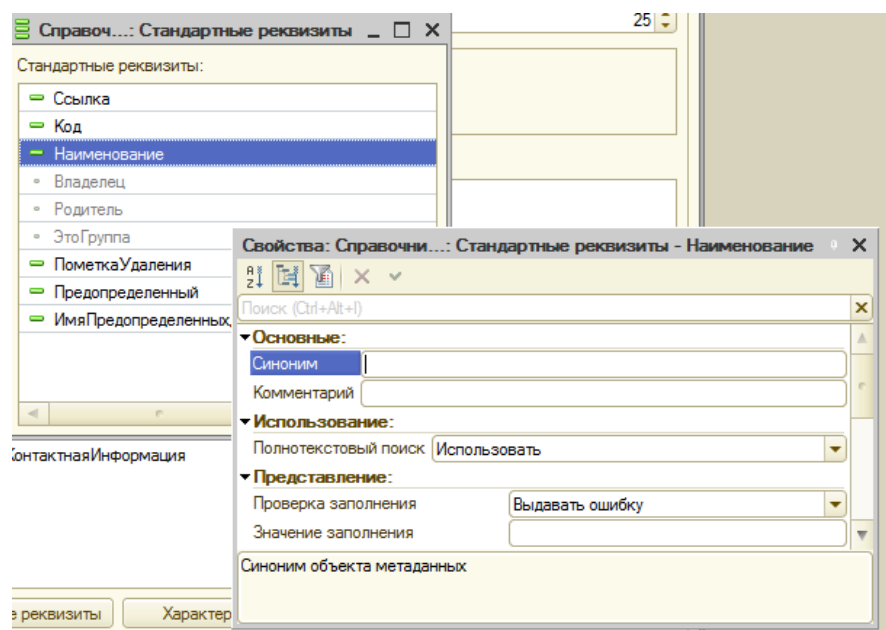 25
Справоч...: Стандартные реквизиты
Стандартные реквизиты:
Ссылка
Код
Наименование
Владелец
Родитель
ЭтоГруппа
ПометкаУдаления
Предопределенный
ИмяПредопределенных
Свойства: Справочни...: Стандартные реквизиты - Наименование
Поиск (Ctrl+Alt+I)
Основные:
Синоним
Комментарий
Использование:
Полнотекстовый поиск Использовать
Представление:
Проверка заполнения Выдавать ошибку
Значение заполнения
Синоним объекта метаданных
КонтактнаяИнформация
е реквизиты Характер